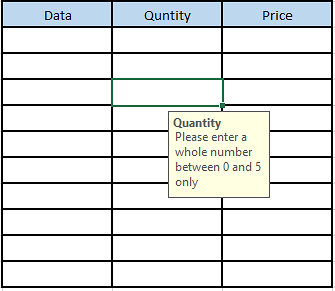 Data Quntity Price
Quantity
Please enter a
whole number
between 0 and 5
only